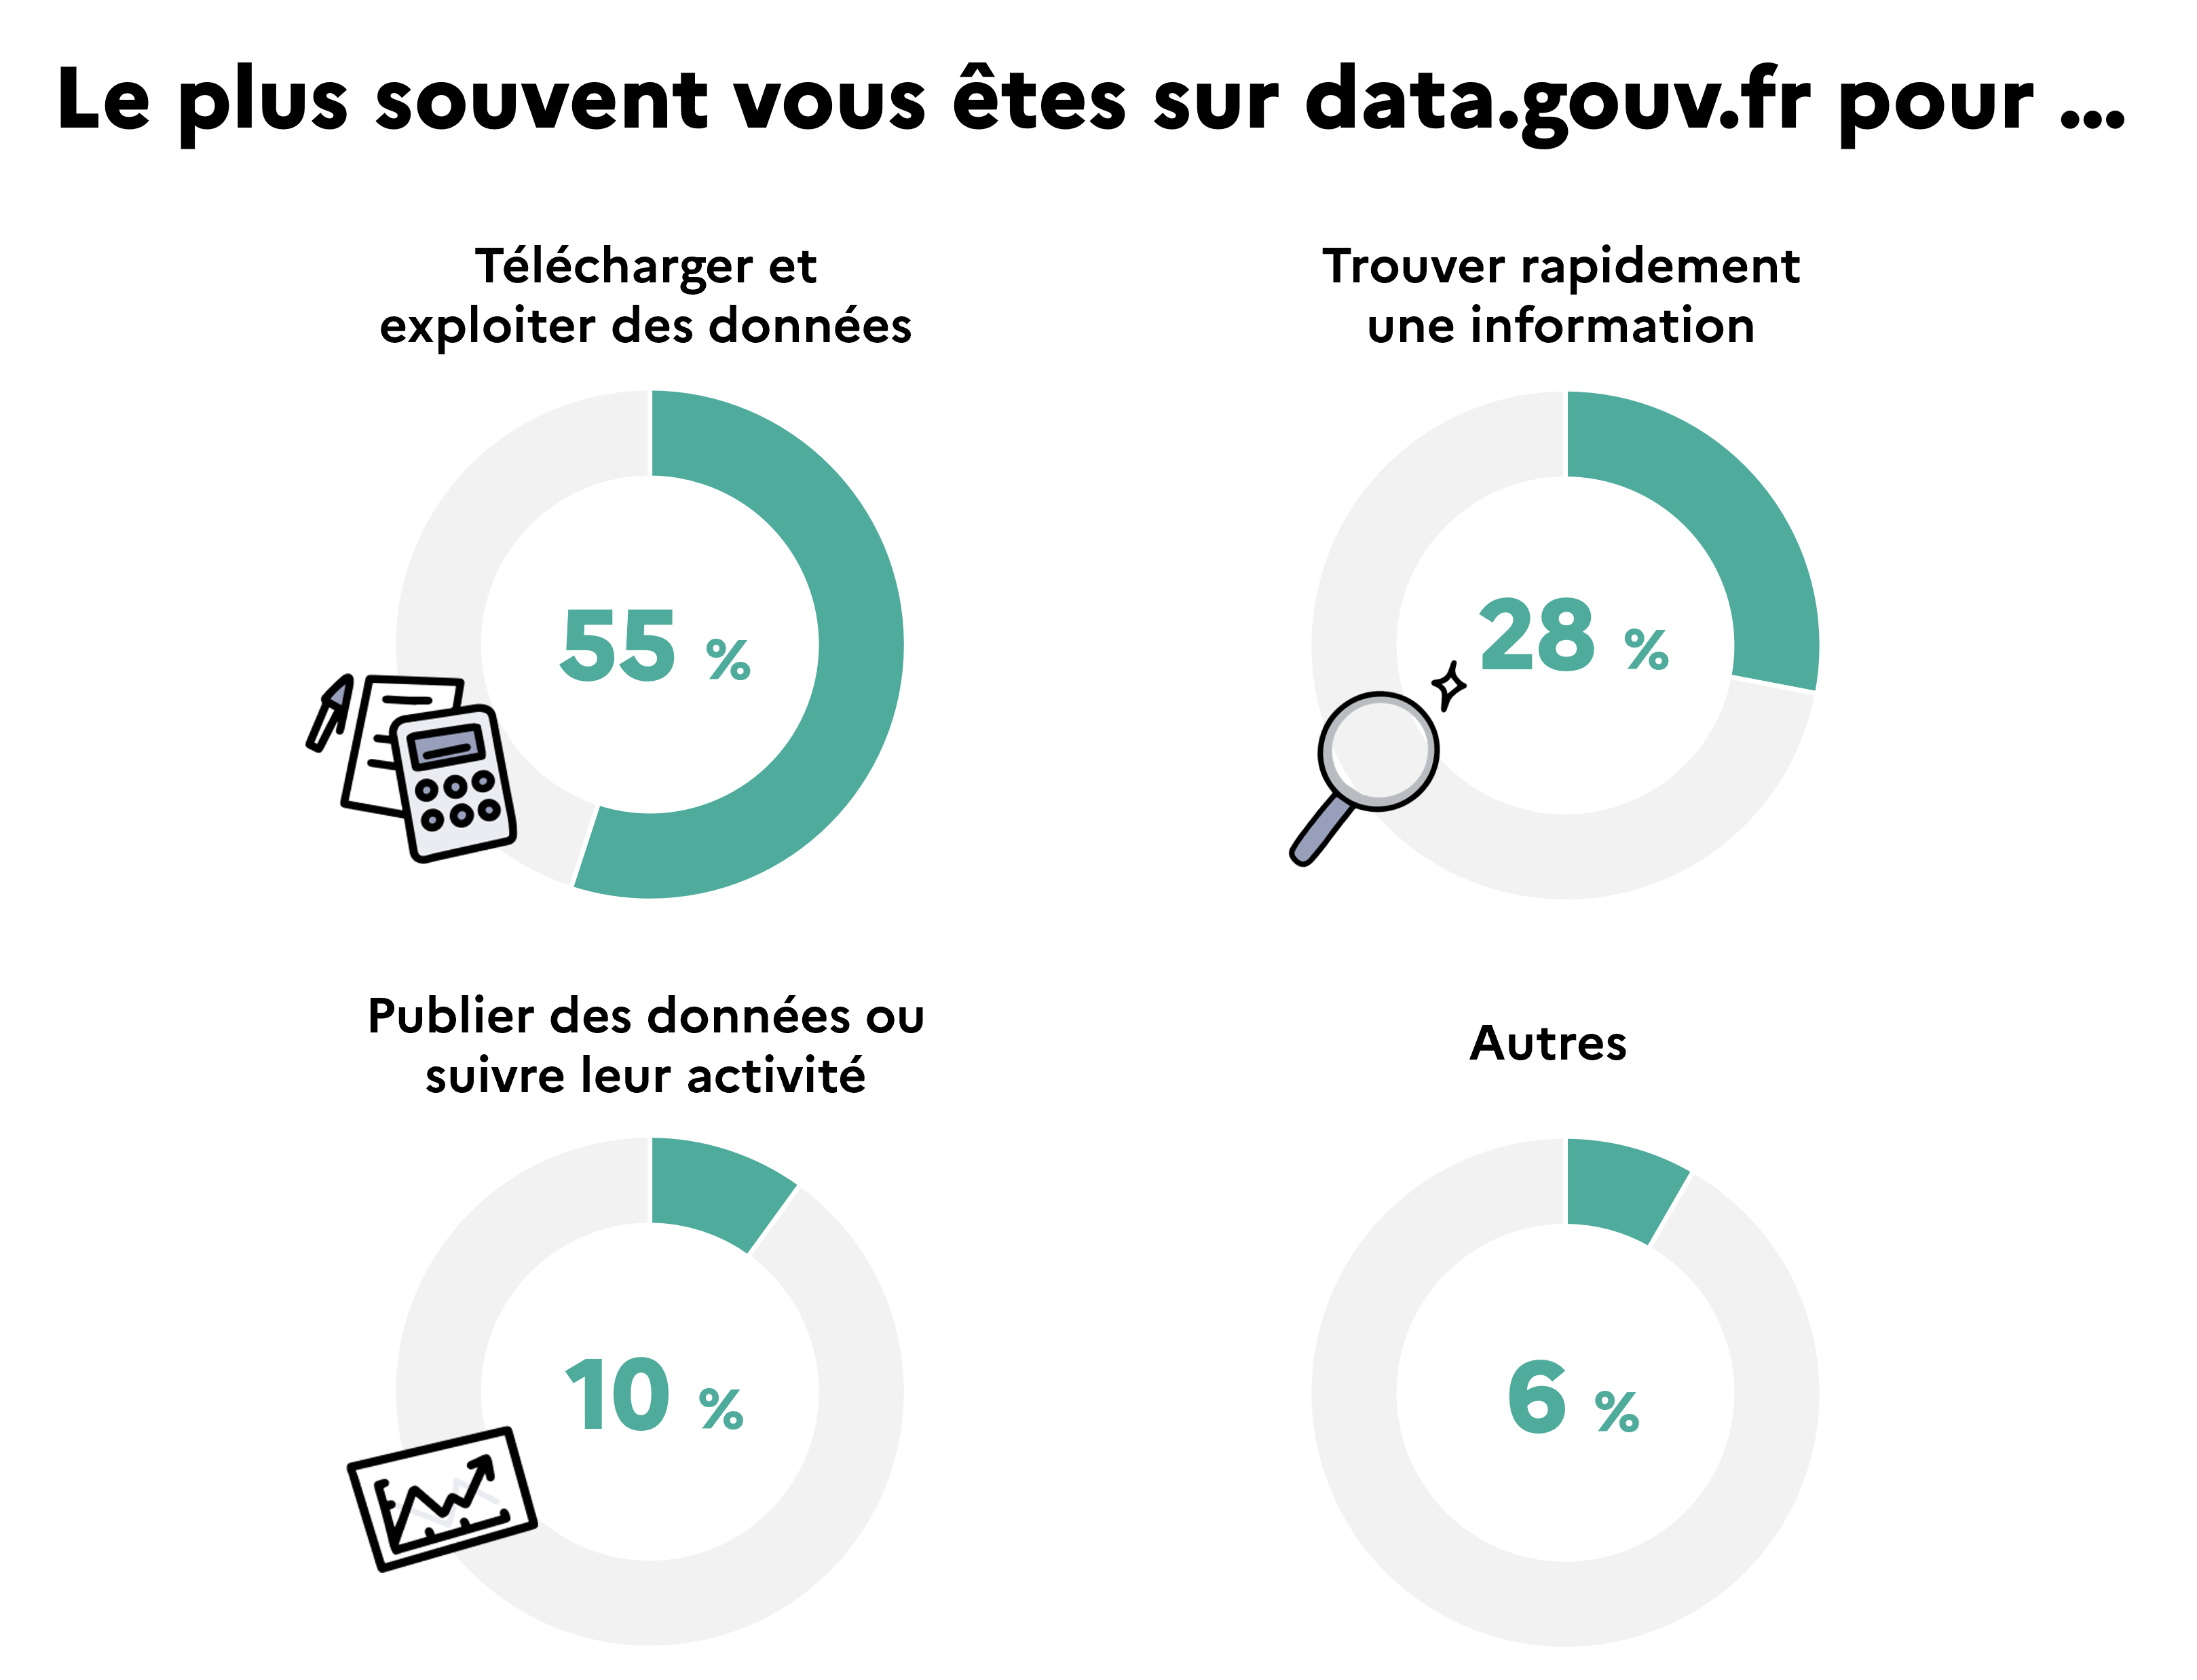 Le plus souvent vous êtes sur data.gouv.fr pour ...
Télécharger et
exploiter des données
55 %
Trouver rapidement
une information
28 %
Publier des données ou
suivre leur activité
10 %
Autres
6 %